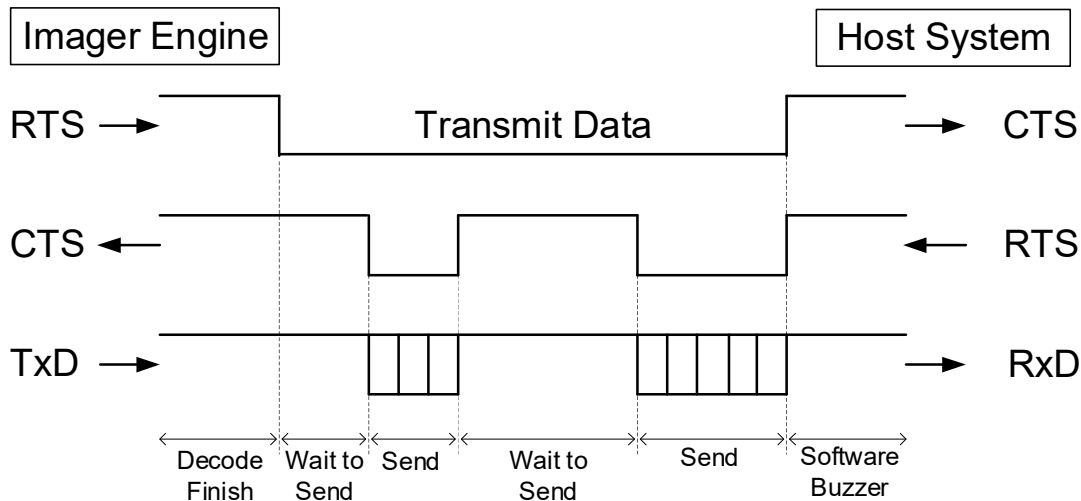 Imager Engine
Host System
RTS
Transmit Data
CTS
CTS
RTS
TxD
RxD
Decode
Finish
Wait to
Send
Send
Wait to
Send
Send
Software
Buzzer